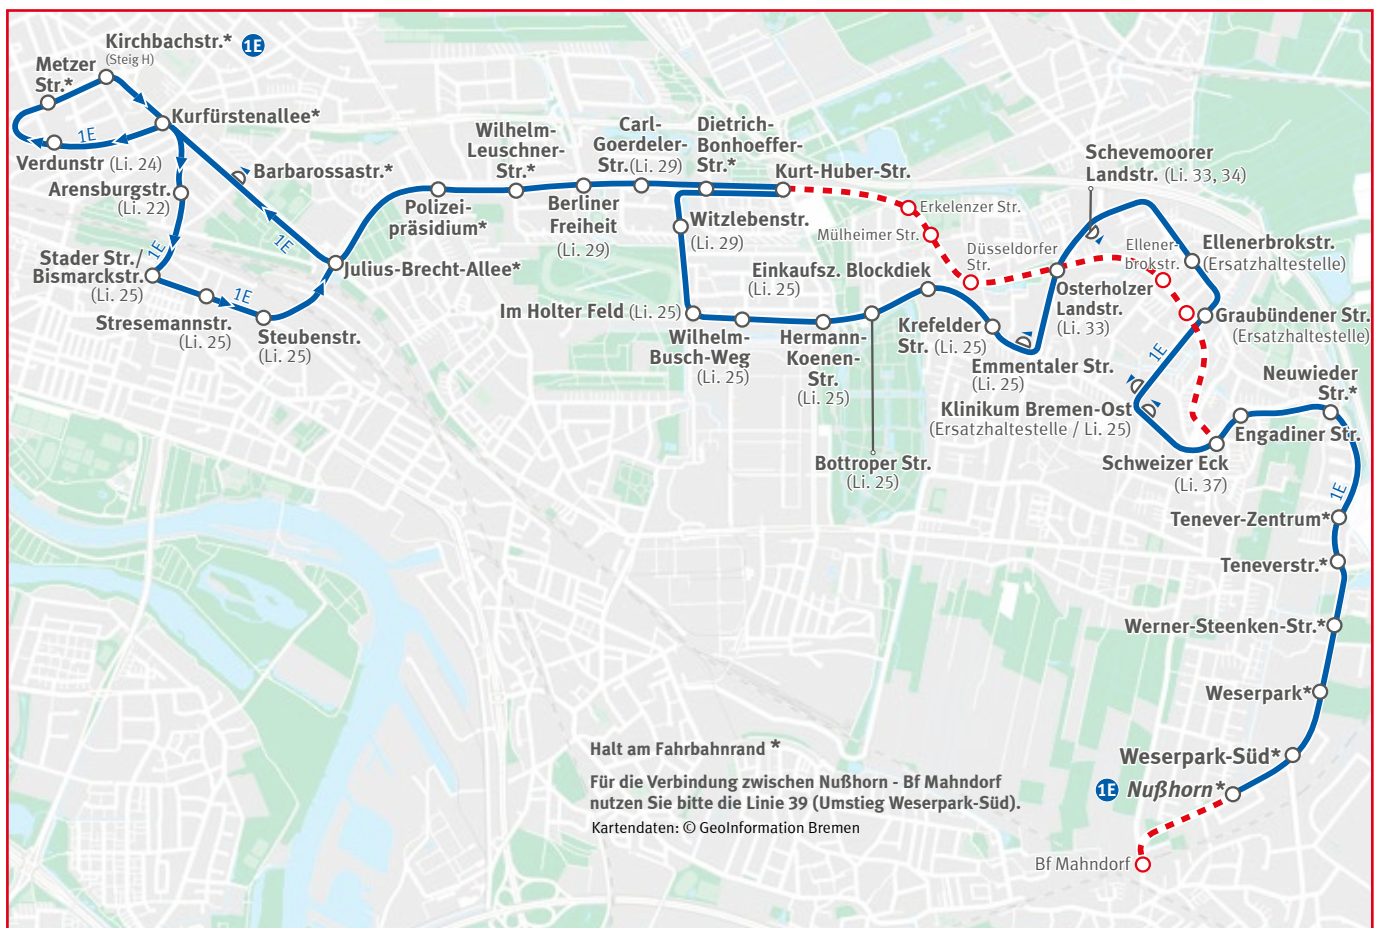 Kirchbachstr.*
(Steig H)
1E
Metzer
Str.*
Kurfürstenallee*
1E
Verdunstr (Li. 24)
Arensburgstr.
(Li. 22)
1E
Stader Str./
Bismarckstr.
(Li. 25)
Stresemannstr.
(Li. 25)
1E
Steubenstr.
(Li. 25)
Barbarossastr.*
1E
Julius-Brecht-Allee*
Polizei-
präsidium*
Wilhelm-
Leuschner-
Str.*
Berliner
Freiheit
(Li. 29)
Carl-
Goerdeler-
Str.(Li. 29)
Dietrich-
Bonhoeffer-
Str.*
Kurt-Huber-Str.
Witzlebenstr.
(Li. 29)
Im Holter Feld (Li. 25)
Wilhelm-
Busch-Weg
(Li. 25)
Hermann-
Koenen-
Str.
(Li. 25)
Einkaufsz. Blockdiek
(Li. 25)
Bottroper Str.
(Li. 25)
Krefelder
Str. (Li. 25)
Emmentaler Str.
(Li. 25)
Erkelenzer Str.
Mülheimer Str.
Düsseldorfer
Str.
Osterholzer
Landstr.
(Li. 33)
Schevemoorer
Landstr. (Li. 33, 34)
Ellener-
brokstr.
Ellenerbrokstr.
(Ersatzhaltestelle)
Graubündener Str.
(Ersatzhaltestelle)
1E
Klinikum Bremen-Ost
(Ersatzhaltestelle / Li. 25)
Schweizer Eck
(Li. 37)
Engadiner Str.
Neuwieder
Str.*
1E
Tenever-Zentrum*
Teneverstr.*
Werner-Steenken-Str.*
Weserpark*
Weserpark-Süd*
1E Nußhorn*
Bf Mahndorf
Halt am Fahrbahnrand *
Für die Verbindung zwischen Nußhorn - Bf Mahndorf
nutzen Sie bitte die Linie 39 (Umstieg Weserpark-Süd).
Kartendaten: © GeoInformation Bremen